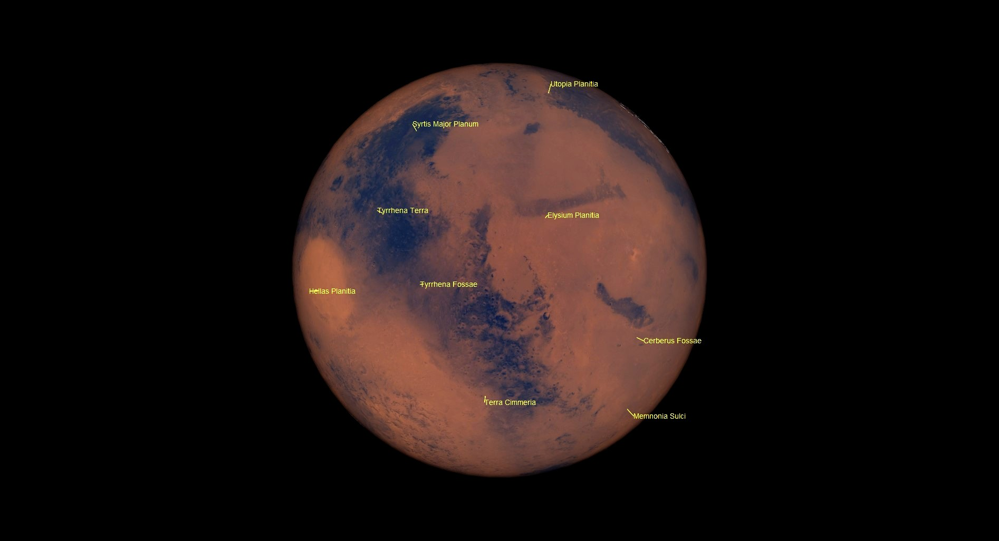 Utopia Planitia
Syrtis Major Planum
Tyrrhena Terra
Elysium Planitia
Tyrrhena Fossae
Hellas Planitia
Cerberus Fossae
Terra Cimmeria
Memnonia Sulci